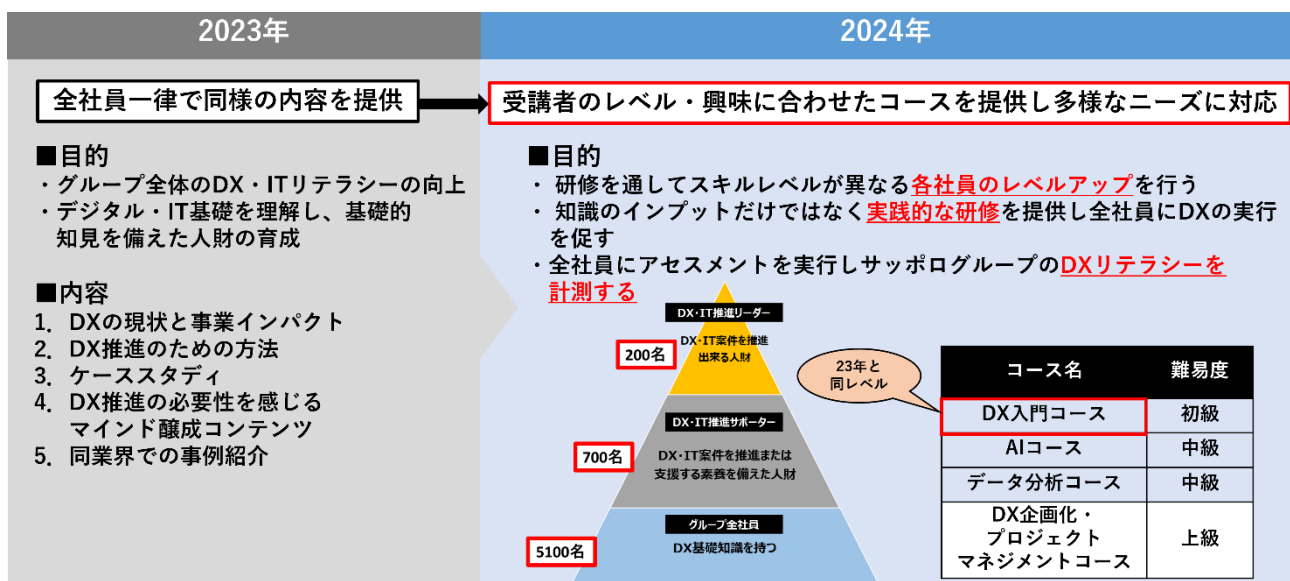 2023年
2024年
全社員一律で同様の内容を提供
受講者のレベル・興味に合わせたコースを提供し多様なニーズに対応
■目的
・グループ全体のDX・ITリテラシーの向上
・デジタル・IT基礎を理解し、基礎的
知見を備えた人財の育成
■内容
1. DXの現状と事業インパクト
2. DX推進のための方法
3. ケーススタディ
4. DX推進の必要性を感じる
マインド醸成コンテンツ
5. 同業界での事例紹介
■目的
・ 研修を通してスキルレベルが異なる各社員のレベルアップを行う
・ 知識のインプットだけではなく実践的な研修を提供し全社員にDXの実行
を促す
・全社員にアセスメントを実行しサッポログループのDXリテラシーを
計測する
DX・IT推進リーダー
200名
DX・IT案件を推進
出来る人財
DX・IT推進サポーター
700名
DX・IT案件を推進または
支援する素養を備えた人財
グループ全社員
5100名
DX基礎知識を持つ
23年と
同レベル
コース名 難易度
DX入門コース 初級
AIコース 中級
データ分析コース 中級
DX企画化・
プロジェクト
マネジメントコース
上級